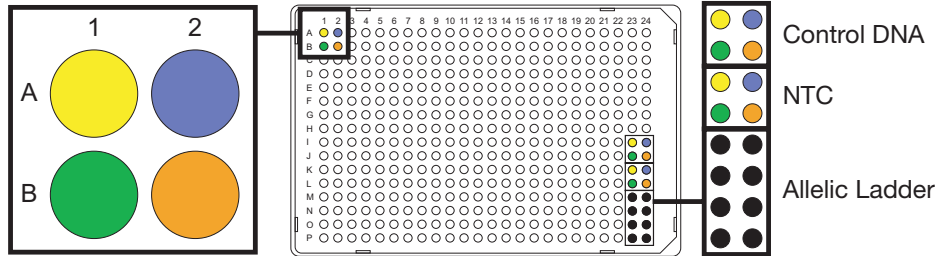 1 2
A
B
1 2 3 4 5 6 7 8 9 10 11 12 13 14 15 16 17 18 19 20 21 22 23 24
A
B
C
D
E
F
G
H
I
J
K
L
M
N
O
P
Control DNA
NTC
Allelic Ladder